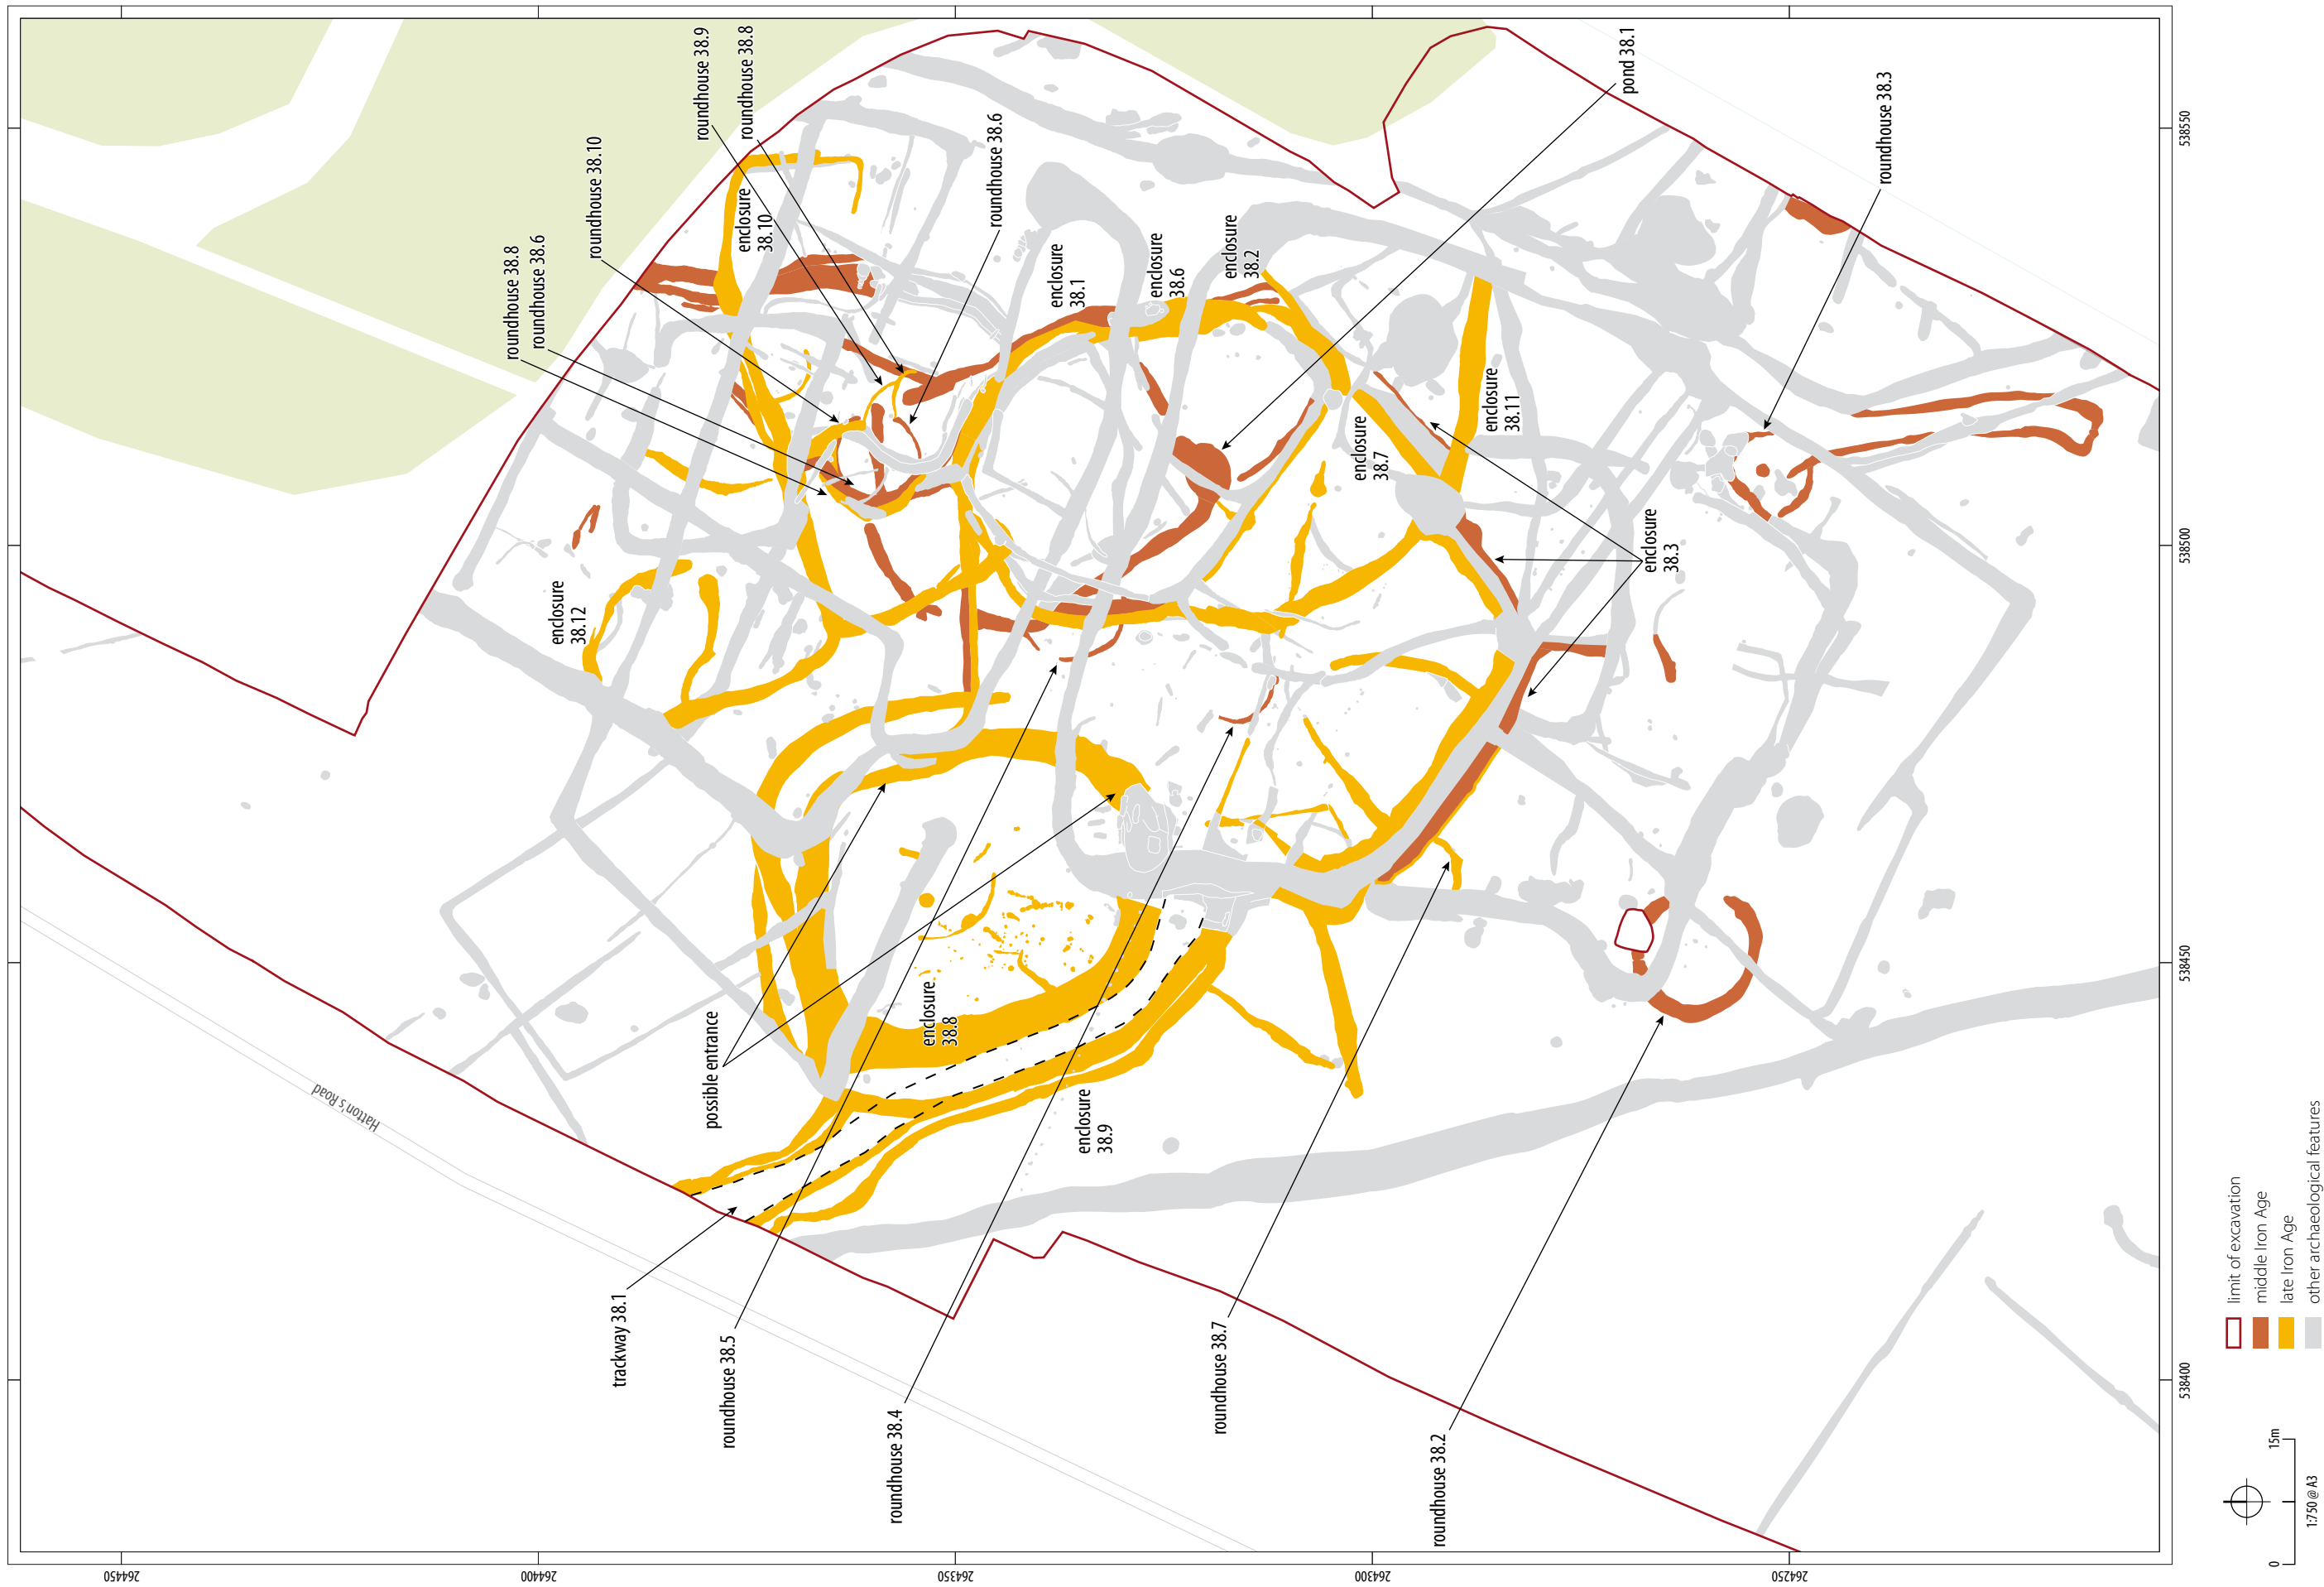 roundhouse 38.9
roundhouse 38.8
roundhouse 38.10
roundhouse 38.6
pond 38.1
roundhouse 38.3
roundhouse 38.8
roundhouse 38.6
enclosure
38.10
enclosure
38.1
enclosure
38.6
enclosure
38.2
enclosure
38.11
enclosure
38.7
enclosure
38.3
enclosure
38.12
possible entrance
enclosure
38.8
enclosure
38.9
Hatton's Road
trackway 38.1
roundhouse 38.5
roundhouse 38.4
roundhouse 38.7
roundhouse 38.2
264450
264400
264350
264300
264250
538550
538500
538450
538400
limit of excavation
middle Iron Age
late Iron Age
other archaeological features
0
15m
1:750 @ A3